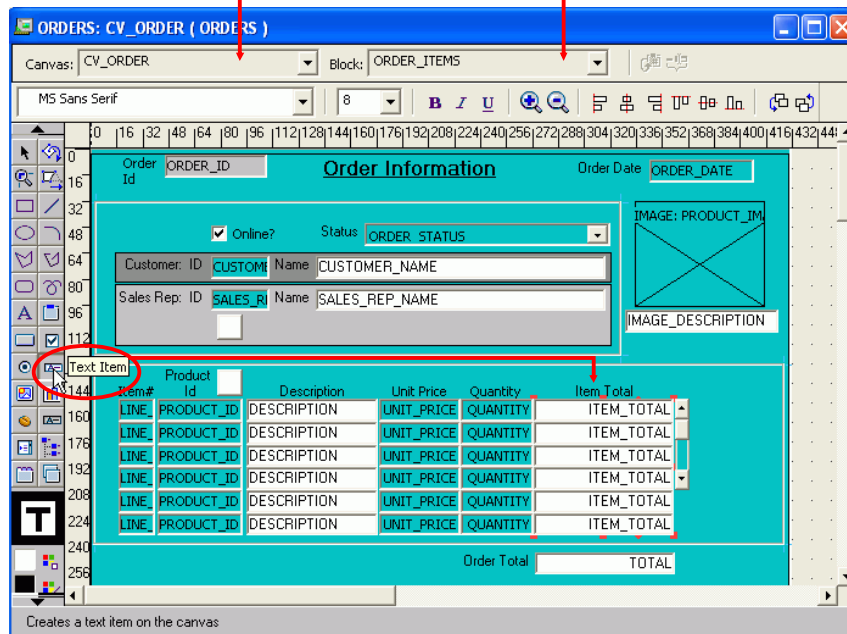 ORDERS: CV_ORDER ( ORDERS )
Canvas: CV_ORDER Block: ORDER_ITEMS
MS Sans Serif 8 B I U
0 16 32 48 64 80 96 112 128 144 160 176 192 208 224 240 256 272 288 304 320 336 352 368 384 400 416 432 448
0
16
32
48
64
80
96
112
144
160
176
192
208
224
240
256
Order Id ORDER_ID Order Information Order Date ORDER_DATE
IMAGE: PRODUCT_IM
Online? Status ORDER_STATUS
Customer: ID CUSTOME Name CUSTOMER_NAME
Sales Rep: ID SALES_RI Name SALES_REP_NAME
IMAGE_DESCRIPTION
Text Item
Item# Product Id Description Unit Price Quantity Item Total
LINE_ PRODUCT_ID DESCRIPTION UNIT_PRICE QUANTITY ITEM_TOTAL
LINE_ PRODUCT_ID DESCRIPTION UNIT_PRICE QUANTITY ITEM_TOTAL
LINE_ PRODUCT_ID DESCRIPTION UNIT_PRICE QUANTITY ITEM_TOTAL
LINE_ PRODUCT_ID DESCRIPTION UNIT_PRICE QUANTITY ITEM_TOTAL
LINE_ PRODUCT_ID DESCRIPTION UNIT_PRICE QUANTITY ITEM_TOTAL
LINE_ PRODUCT_ID DESCRIPTION UNIT_PRICE QUANTITY ITEM_TOTAL
Order Total TOTAL
T
Creates a text item on the canvas